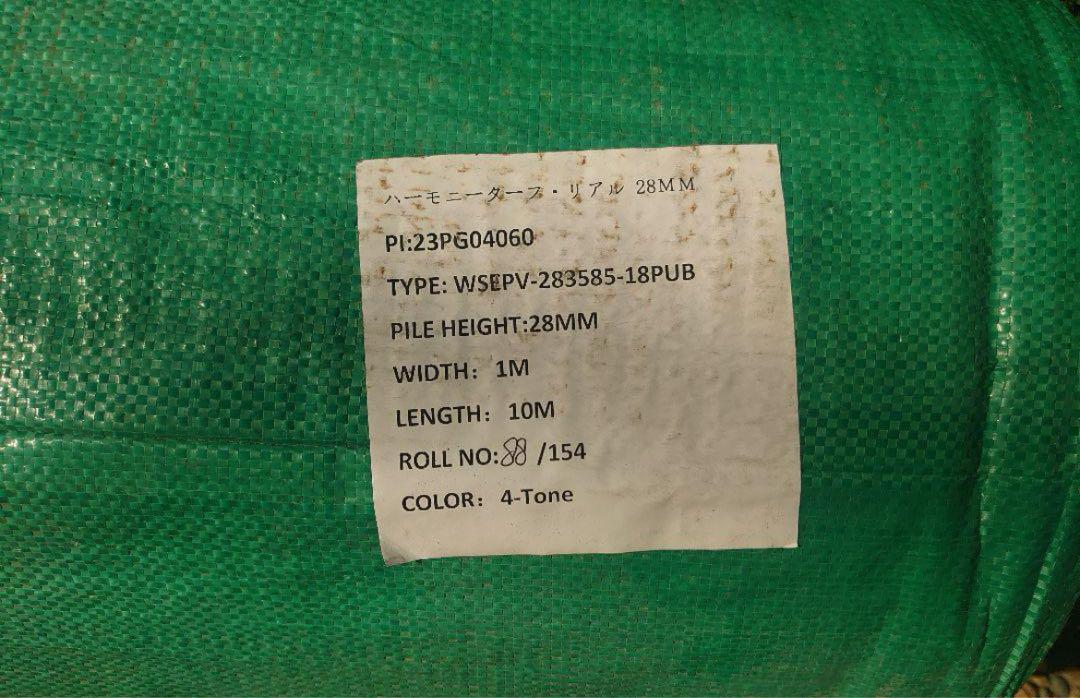 ハーモニーターフ・リアル 28MM
PI:23PG04060
TYPE: WSEPV-283585-18PUB
PILE HEIGHT:28MM
WIDTH: 1M
LENGTH: 10M
ROLL NO:88 /154
COLOR: 4-Tone